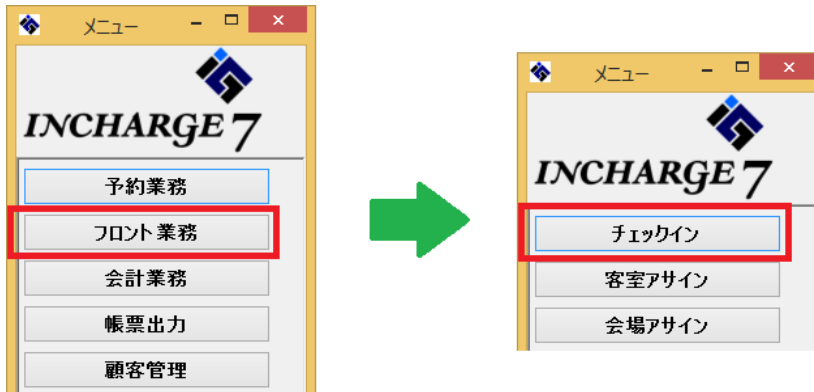 メニュー
INCHARGE 7
予約業務
フロント業務
会計業務
帳票出力
顧客管理
メニュー
INCHARGE 7
チェックイン
客室アサイン
会場アサイン